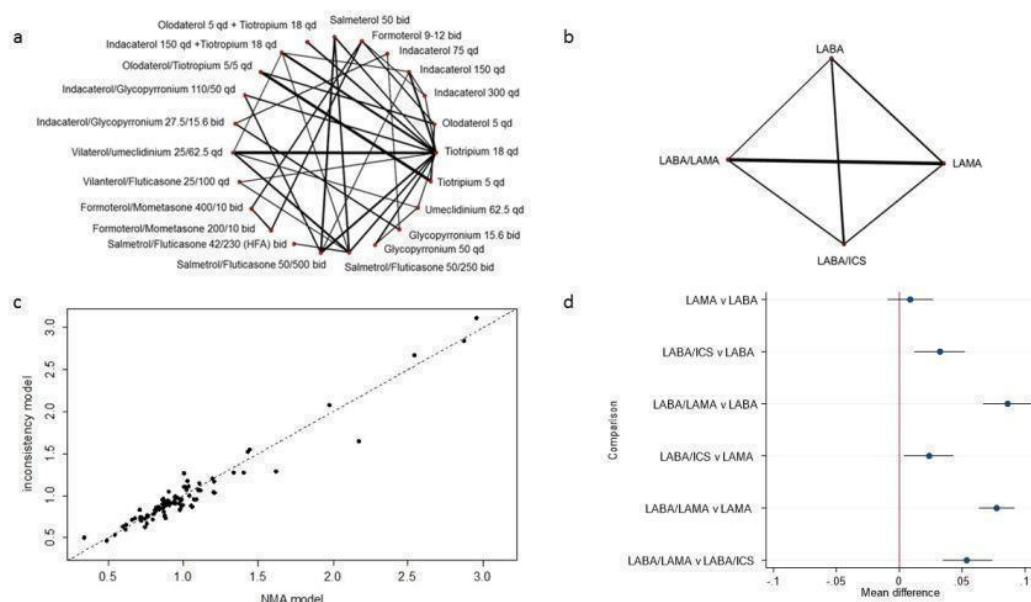 a
Olodaterol 5 qd + Tiotropium 18 qd
Indacaterol 150 qd +Tiotropium 18 qd
Olodaterol/Tiotropium 5/5 qd
Indacaterol/Glycopyrronium 110/50 qd
Indacaterol/Glycopyrronium 27.5/15.6 bid
Vilaterol/umeclidinium 25/62.5 qd
Vilanterol/Fluticasone 25/100 qd
Formoterol/Mometasone 400/10 bid
Formoterol/Mometasone 200/10 bid
Salmetrol/Fluticasone 42/230 (HFA) bid
Salmetrol/Fluticasone 50/500 bid
Salmeterol 50 bid
Formoterol 9-12 bid
Indacaterol 75 qd
Indacaterol 150 qd
Indacaterol 300 qd
Olodaterol 5 qd
Tiotripium 18 qd
Tiotripium 5 qd
Umeclidinium 62.5 qd
Glycopyrronium 15.6 bid
Glycopyrronium 50 qd
Salmetrol/Fluticasone 50/250 bid
b
LABA
LABA/LAMA
LAMA
LABA/ICS
c
inconsistency model
3.0
2.5
2.0
1.5
1.0
0.5
0.5
1.0
1.5
2.0
2.5
3.0
NMA model
d
Comparison
LAMA v LABA
LABA/ICS v LABA
LABA/LAMA v LABA
LABA/ICS v LAMA
LABA/LAMA v LAMA
LABA/LAMA v LABA/ICS
-.1
-.05
0
.05
.1
Mean difference